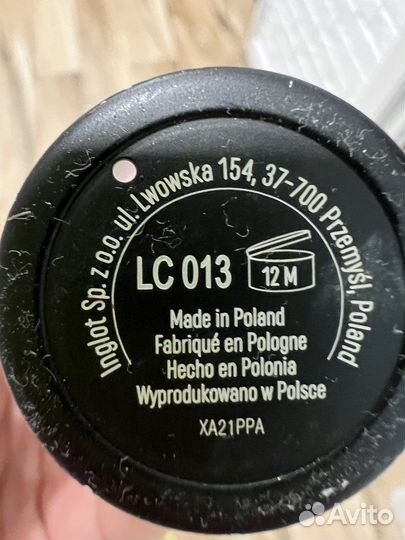 Inglot Sp. z o.o. ul. Lwowska 154, 37-700 Przemyśl, Poland
LC 013
12 M
Made in Poland
Fabriqué en Pologne
Hecho en Polonia
Wyprodukowano w Polsce
XA21PPA
Avito